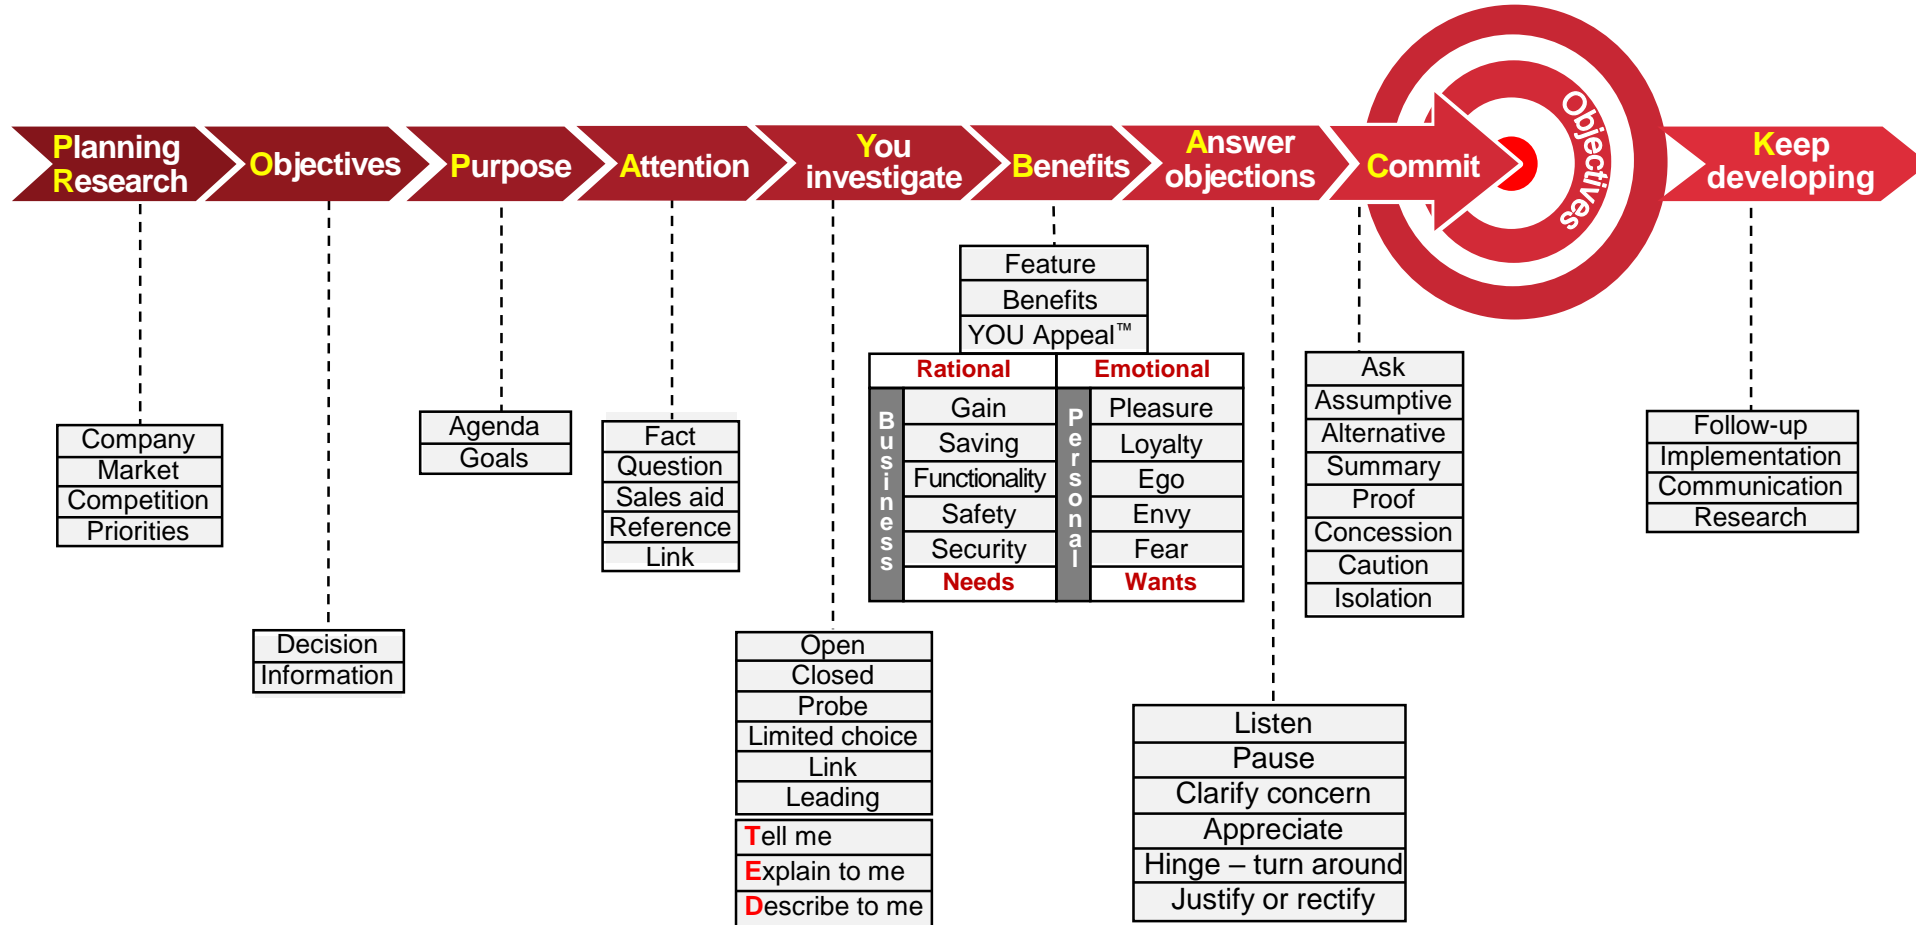 Planning
Research
Objectives
Purpose
Attention
You
investigate
Benefits
Answer
objections
Commit
Objectives
Keep
developing
Company
Market
Competition
Priorities
Decision
Information
Agenda
Goals
Fact
Question
Sales aid
Reference
Link
Open
Closed
Probe
Limited choice
Link
Leading
Tell me
Explain to me
Describe to me
Feature
Benefits
YOU Appeal™
Rational
Emotional
Business
Gain
Saving
Functionality
Safety
Security
Needs
Personal
Pleasure
Loyalty
Ego
Envy
Fear
Wants
Listen
Pause
Clarify concern
Appreciate
Hinge – turn around
Justify or rectify
Ask
Assumptive
Alternative
Summary
Proof
Concession
Caution
Isolation
Follow-up
Implementation
Communication
Research